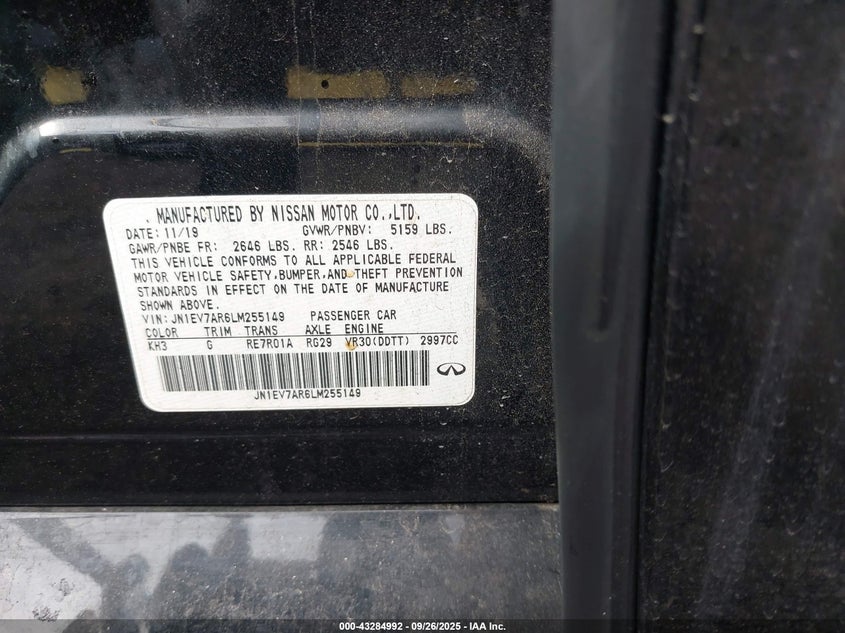 MANUFACTURED BY NISSAN MOTOR CO.,LTD.
DATE: 11/19 GVWR/PNBV: 5159 LBS.
GAWR/PNBE FR: 2646 LBS. RR: 2546 LBS.
THIS VEHICLE CONFORMS TO ALL APPLICABLE FEDERAL
MOTOR VEHICLE SAFETY,BUMPER,AND THEFT PREVENTION
STANDARDS IN EFFECT ON THE DATE OF MANUFACTURE
SHOWN ABOVE.
VIN: JN1EV7AR6LM255149 PASSENGER CAR
COLOR TRIM TRANS AXLE ENGINE
KH3 G RE7R01A RG29 VR30(DDTT) 2997CC
JN1EV7AR6LM255149
000-43284992 - 09/26/2025 - IAA Inc.